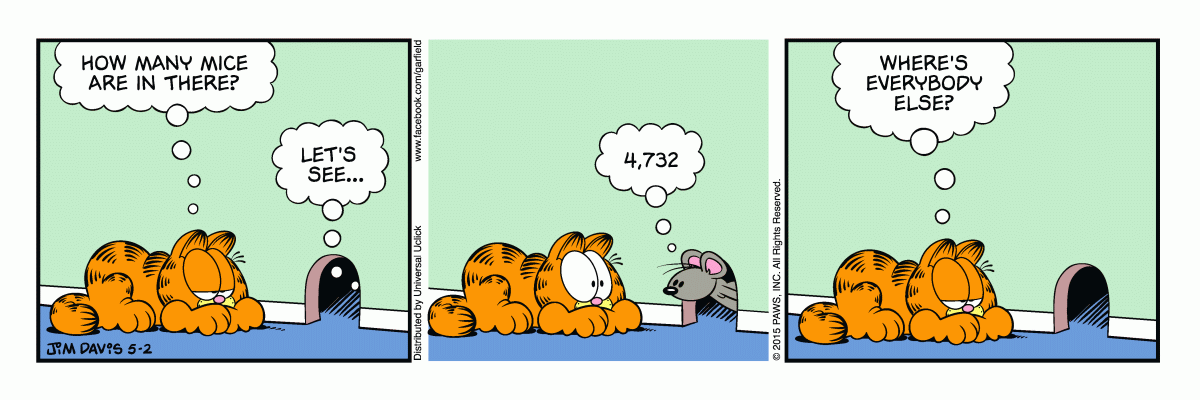 HOW MANY MICE
ARE IN THERE?
LET'S
SEE...
JIM DAVIS 5-2
www.facebook.com/garfield
Distributed by Universal Uclick
4,732
© 2015 PAWS, INC. All Rights Reserved.
WHERE'S
EVERYBODY
ELSE?